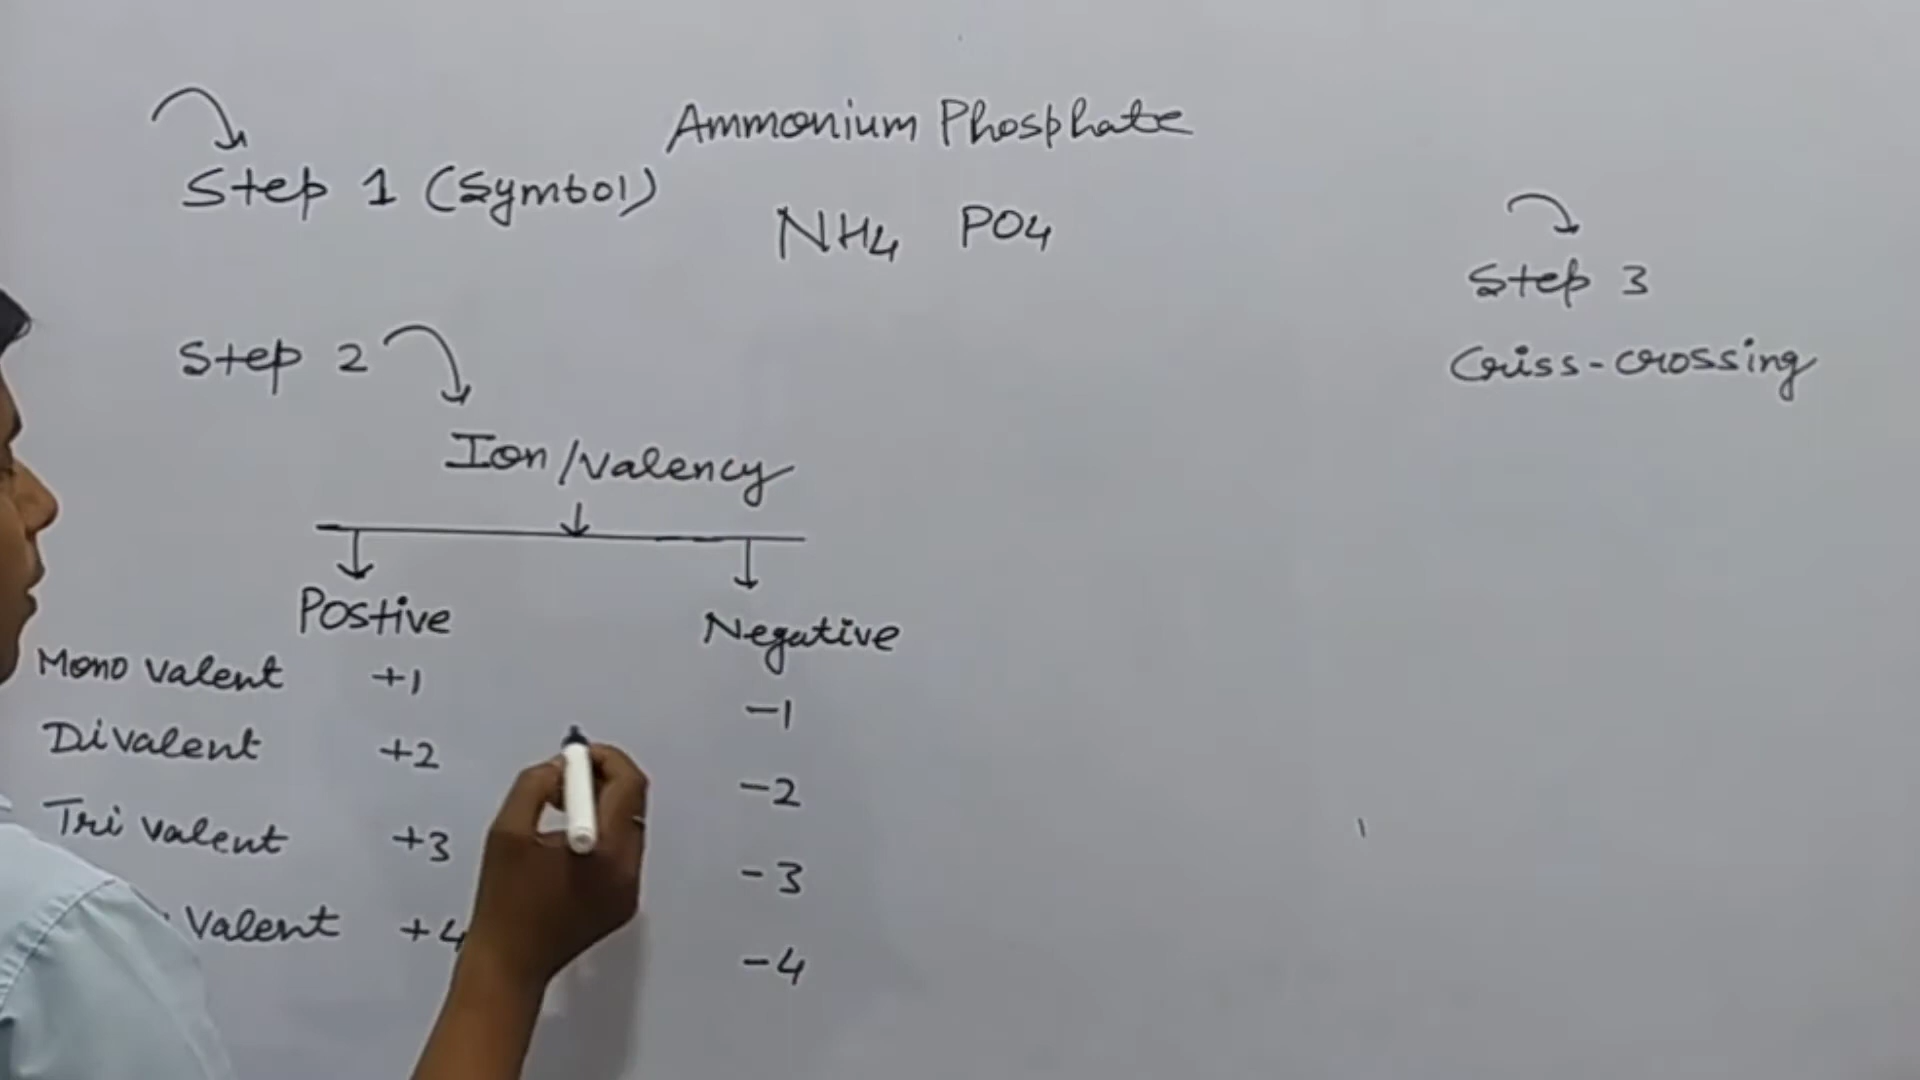 Ammonium Phosphate
Step 1 (Symbol)
NH4 PO4
Step 2
Ion/valency
Postive
Negative
Mono valent +1
-1
Divalent +2
-2
Tri valent +3
-3
valent +4
-4
Step 3
Criss-crossing